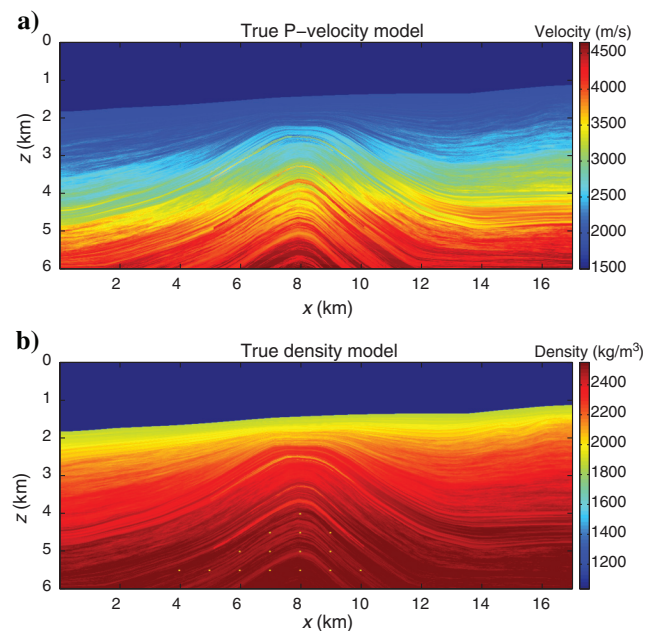 a)
True P–velocity model
Velocity (m/s)
0
1
2
3
4
5
6
z (km)
2 4 6 8 10 12 14 16
x (km)
4500
4000
3500
3000
2500
2000
1500
b)
True density model
Density (kg/m³)
0
1
2
3
4
5
6
z (km)
2 4 6 8 10 12 14 16
x (km)
2400
2200
2000
1800
1600
1400
1200